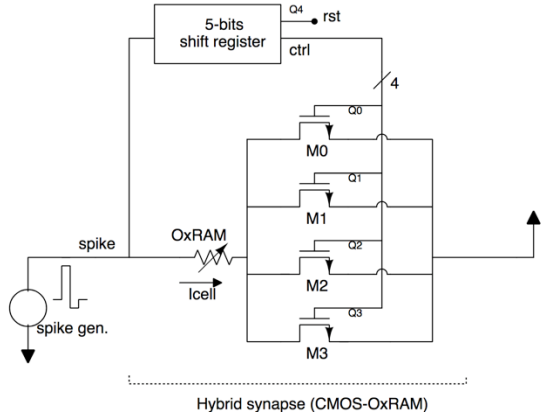 5-bits
shift register
Q4
rst
ctrl
4
Q0
M0
Q1
M1
spike
OxRAM
Q2
Icell
M2
spike gen.
Q3
M3
Hybrid synapse (CMOS-OxRAM)